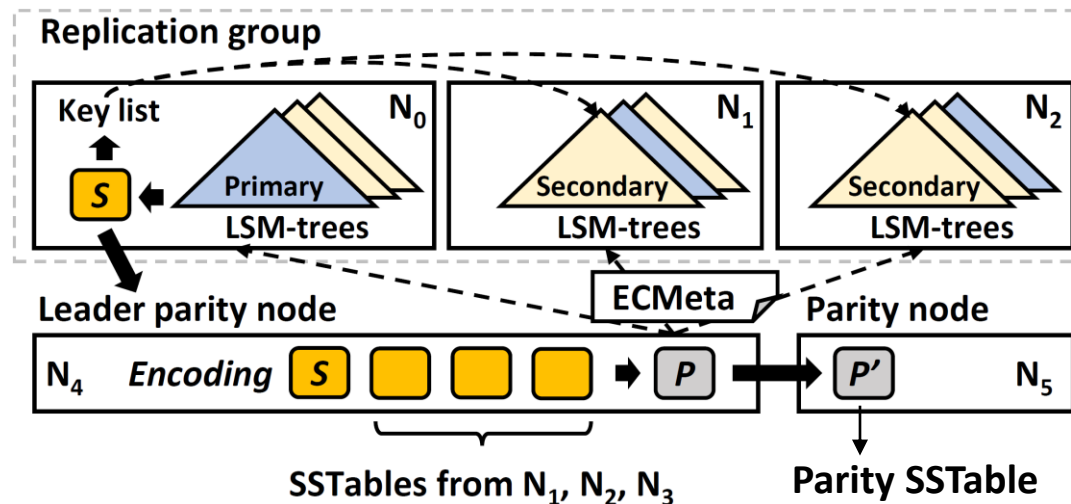 Replication group
Key list
N₀
N₁
N₂
S
Primary
Secondary
Secondary
LSM-trees
LSM-trees
LSM-trees
ECMeta
Leader parity node
Parity node
N₄
Encoding
S
P
P'
N₅
SSTables from N₁, N₂, N₃
Parity SSTable